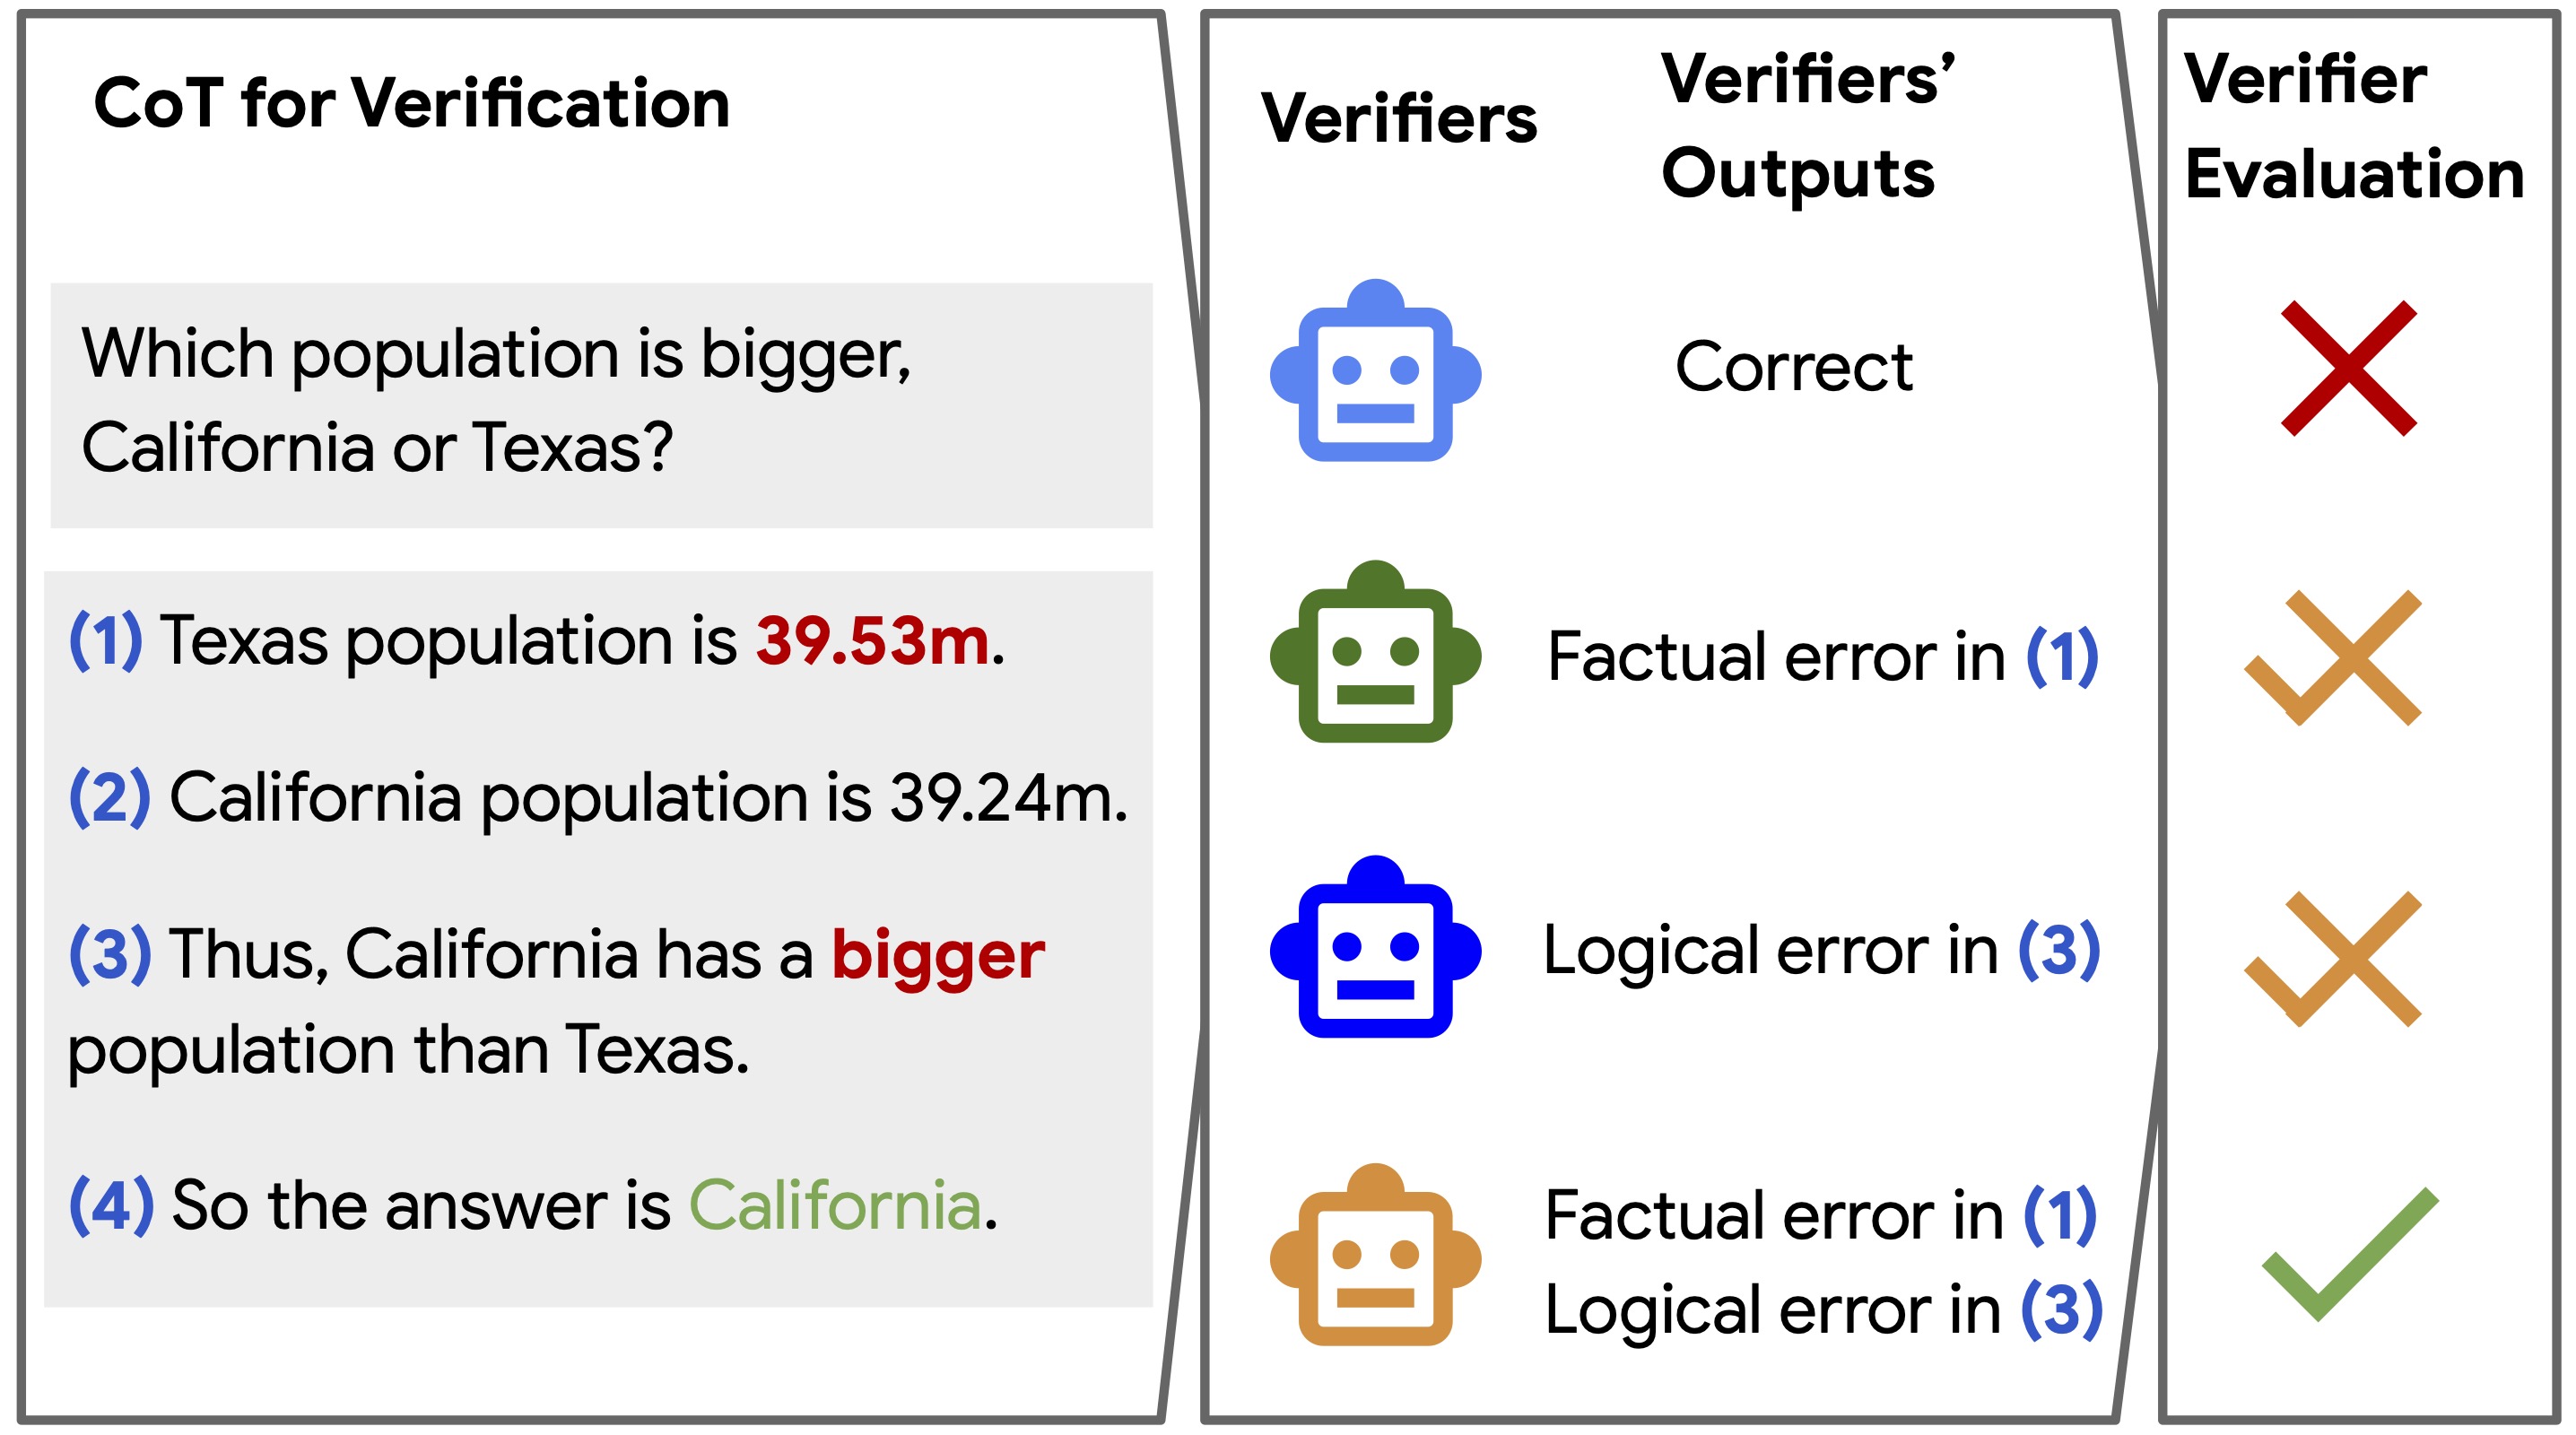 CoT for Verification
Which population is bigger,
California or Texas?
(1) Texas population is 39.53m.
(2) California population is 39.24m.
(3) Thus, California has a bigger
population than Texas.
(4) So the answer is California.
Verifiers
Verifiers’
Outputs
Correct
Factual error in (1)
Logical error in (3)
Factual error in (1)
Logical error in (3)
Verifier
Evaluation